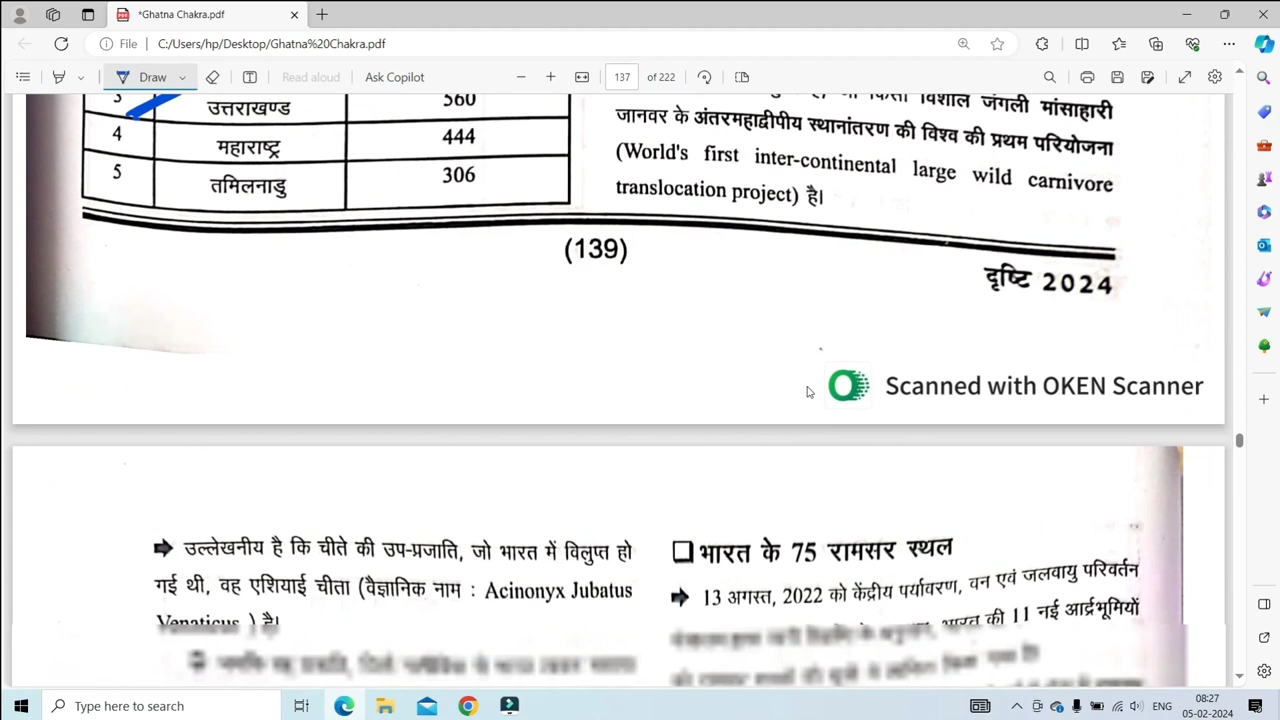 *Ghatna Chakra.pdf
File
C:/Users/hp/Desktop/Ghatna%20Chakra.pdf
Draw
Read aloud
Ask Copilot
137
of 222
3 उत्तराखण्ड 560
4 महाराष्ट्र 444
5 तमिलनाडु 306
विशाल जंगली मांसाहारी
जानवर के अंतरमहाद्वीपीय स्थानांतरण की विश्व की प्रथम परियोजना
(World's first inter-continental large wild carnivore
translocation project) है।
(139)
दृष्टि 2024
Scanned with OKEN Scanner
उल्लेखनीय है कि चीते की उप-प्रजाति, जो भारत में विलुप्त हो
गई थी, वह एशियाई चीता (वैज्ञानिक नाम : Acinonyx Jubatus
Venaticus ) है।
भारत के 75 रामसर स्थल
13 अगस्त, 2022 को केंद्रीय पर्यावरण, वन एवं जलवायु परिवर्तन
भारत की 11 नई आर्द्रभूमियों
Type here to search
ENG
08:27
05-02-2024